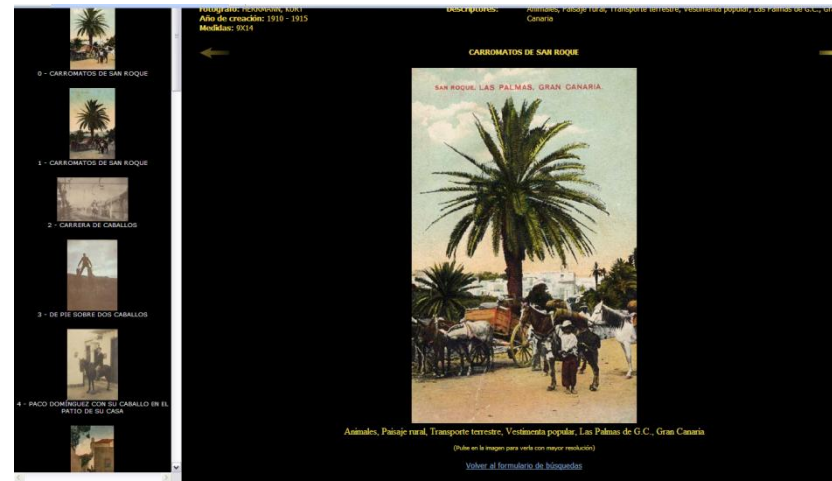 0 - CARROMATOS DE SAN ROQUE
1 - CARROMATOS DE SAN ROQUE
2 - CARRERA DE CABALLOS
3 - DE PIE SOBRE DOS CABALLOS
4 - PACO DOMÍNGUEZ CON SU CABALLO EN EL
PATIO DE SU CASA
Fotógrafo: HERRMANN, KURT
Año de creación: 1910 - 1915
Medidas: 9X14
Descriptores: Animales, Paisaje rural, Transporte terrestre, Vestimenta popular, Las Palmas de G.C.,
Canaria
CARROMATOS DE SAN ROQUE
SAN ROQUE, LAS PALMAS, GRAN CANARIA.
Animales, Paisaje rural, Transporte terrestre, Vestimenta popular, Las Palmas de G.C., Gran Canaria
(Pulse en la imagen para verla con mayor resolución)
Volver al formulario de búsquedas